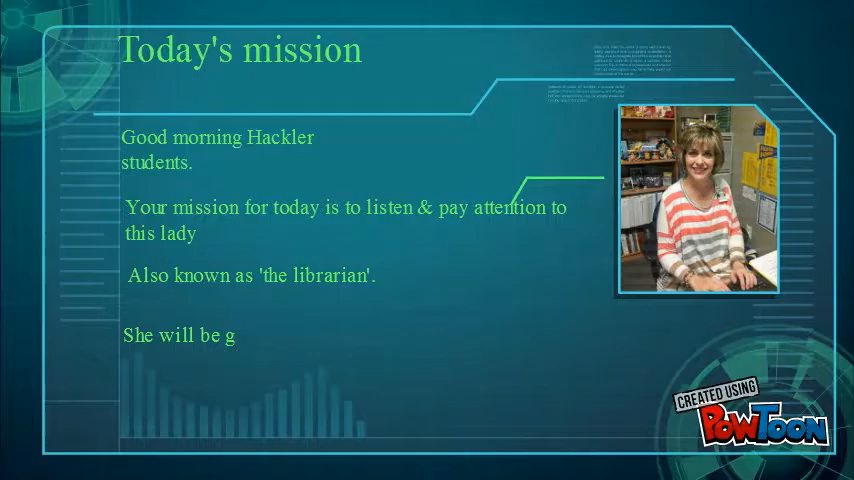 Today's mission
Good morning Hackler
students.
Your mission for today is to listen & pay attention to
this lady
Also known as 'the librarian'.
She will be g
CREATED USING
POWTOON